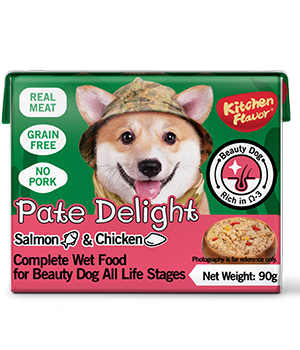 REAL
MEAT
GRAIN
FREE
NO
PORK
Kitchen
Flavor
Beauty Dog
Rich in Ω-3
Pate Delight
Salmon & Chicken
Photography is for reference only.
Complete Wet Food
for Beauty Dog All Life Stages
Net Weight: 90g